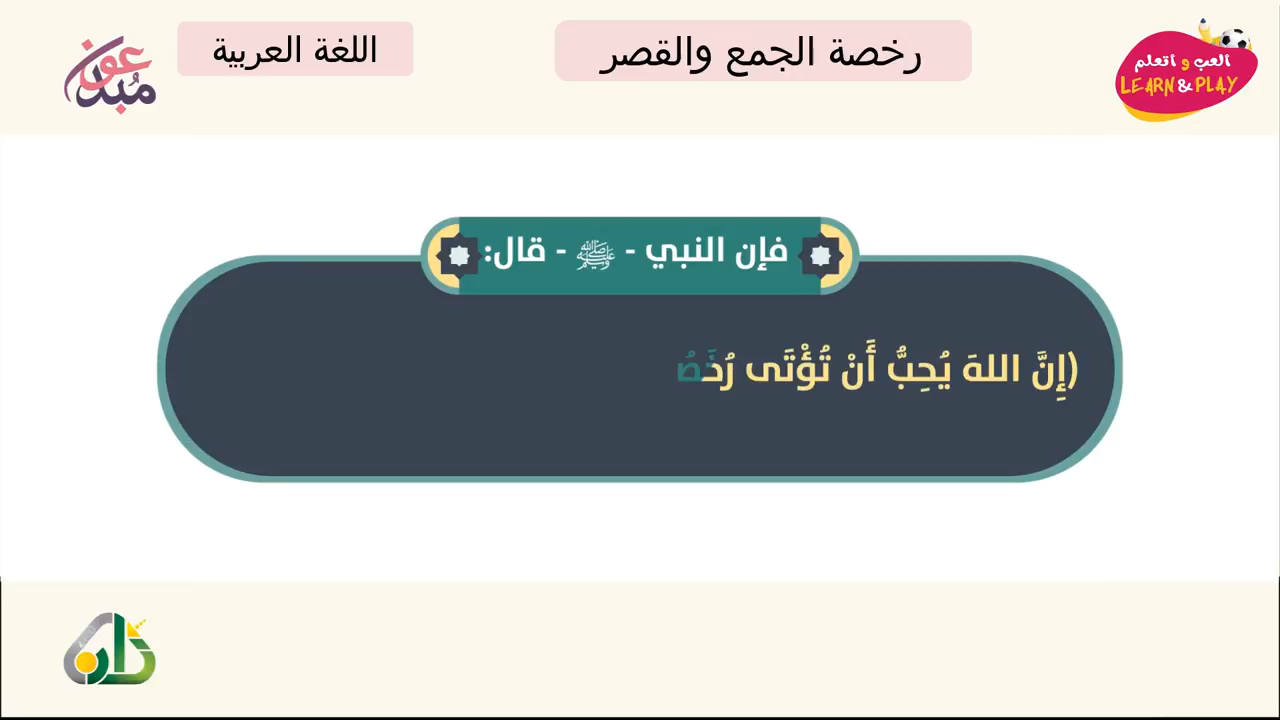 رخصة الجمع والقصر
اللغة العربية
العب و اتعلم
LEARN & PLAY
فإن النبي - ﷺ - قال:
(إِنَّ اللهَ يُحِبُّ أَنْ تُؤْتَى رُخَصُ